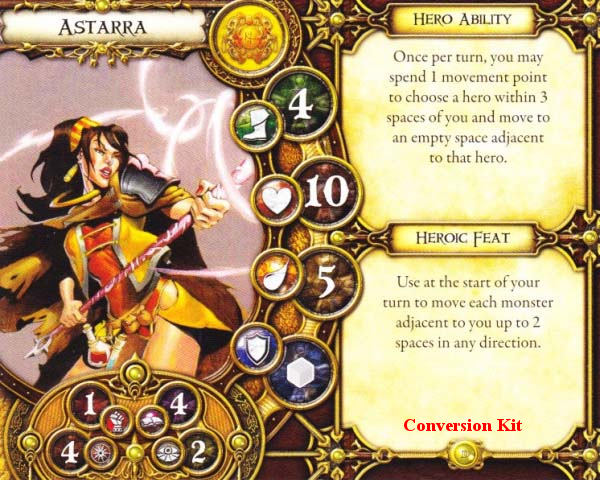 ASTARRA
4
10
5
1
4
4
2
HERO ABILITY
Once per turn, you may
spend 1 movement point
to choose a hero within 3
spaces of you and move to
an empty space adjacent
to that hero.
HEROIC FEAT
Use at the start of your
turn to move each monster
adjacent to you up to 2
spaces in any direction.
Conversion Kit